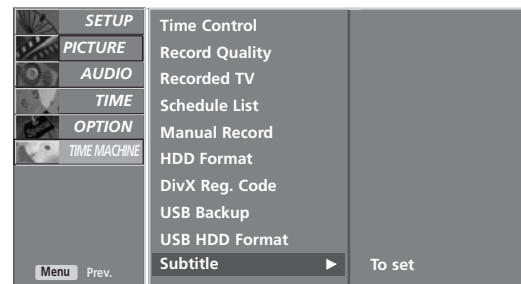 SETUP
PICTURE
AUDIO
TIME
OPTION
TIME MACHINE
Menu Prev.
Time Control
Record Quality
Recorded TV
Schedule List
Manual Record
HDD Format
DivX Reg. Code
USB Backup
USB HDD Format
Subtitle ► To set